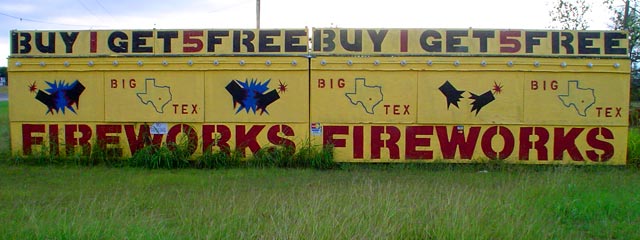 BUY 1 GET 5 FREE BUY 1 GET 5 FREE
BIG TEX BIG TEX BIG TEX
FIREWORKS FIREWORKS